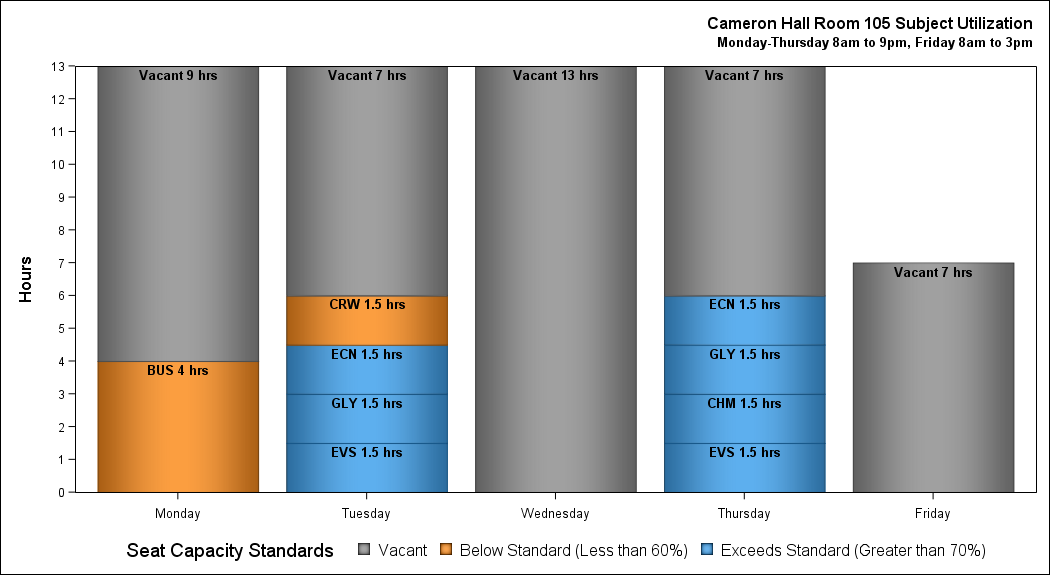 Cameron Hall Room 105 Subject Utilization
Monday-Thursday 8am to 9pm, Friday 8am to 3pm
Hours
13
12
11
10
9
8
7
6
5
4
3
2
1
0
Vacant 9 hrs
BUS 4 hrs
Vacant 7 hrs
CRW 1.5 hrs
ECN 1.5 hrs
GLY 1.5 hrs
EVS 1.5 hrs
Vacant 13 hrs
Vacant 7 hrs
ECN 1.5 hrs
GLY 1.5 hrs
CHM 1.5 hrs
EVS 1.5 hrs
Vacant 7 hrs
Monday Tuesday Wednesday Thursday Friday
Seat Capacity Standards Vacant Below Standard (Less than 60%) Exceeds Standard (Greater than 70%)